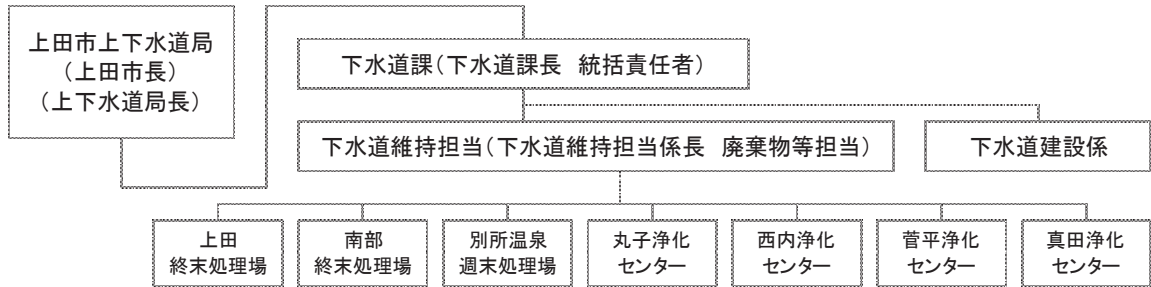 上田市上下水道局
（上田市長）
（上下水道局長）
下水道課（下水道課長　統括責任者）
下水道維持担当（下水道維持担当係長　廃棄物等担当）
下水道建設係
上田
終末処理場
南部
終末処理場
別所温泉
週末処理場
丸子浄化
センター
西内浄化
センター
菅平浄化
センター
真田浄化
センター